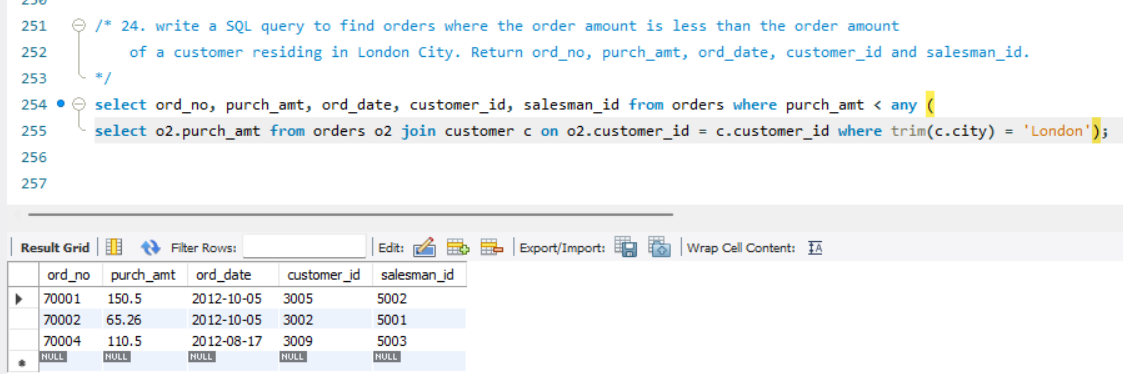 250
251 /* 24. write a SQL query to find orders where the order amount is less than the order amount
252 of a customer residing in London City. Return ord_no, purch_amt, ord_date, customer_id and salesman_id.
253 */
254 select ord_no, purch_amt, ord_date, customer_id, salesman_id from orders where purch_amt < any (
255 select o2.purch_amt from orders o2 join customer c on o2.customer_id = c.customer_id where trim(c.city) = 'London');
256
257
Result Grid Filter Rows: Edit: Export/Import: Wrap Cell Content: IA
ord_no purch_amt ord_date customer_id salesman_id
70001 150.5 2012-10-05 3005 5002
70002 65.26 2012-10-05 3002 5001
70004 110.5 2012-08-17 3009 5003
NULL NULL NULL NULL NULL